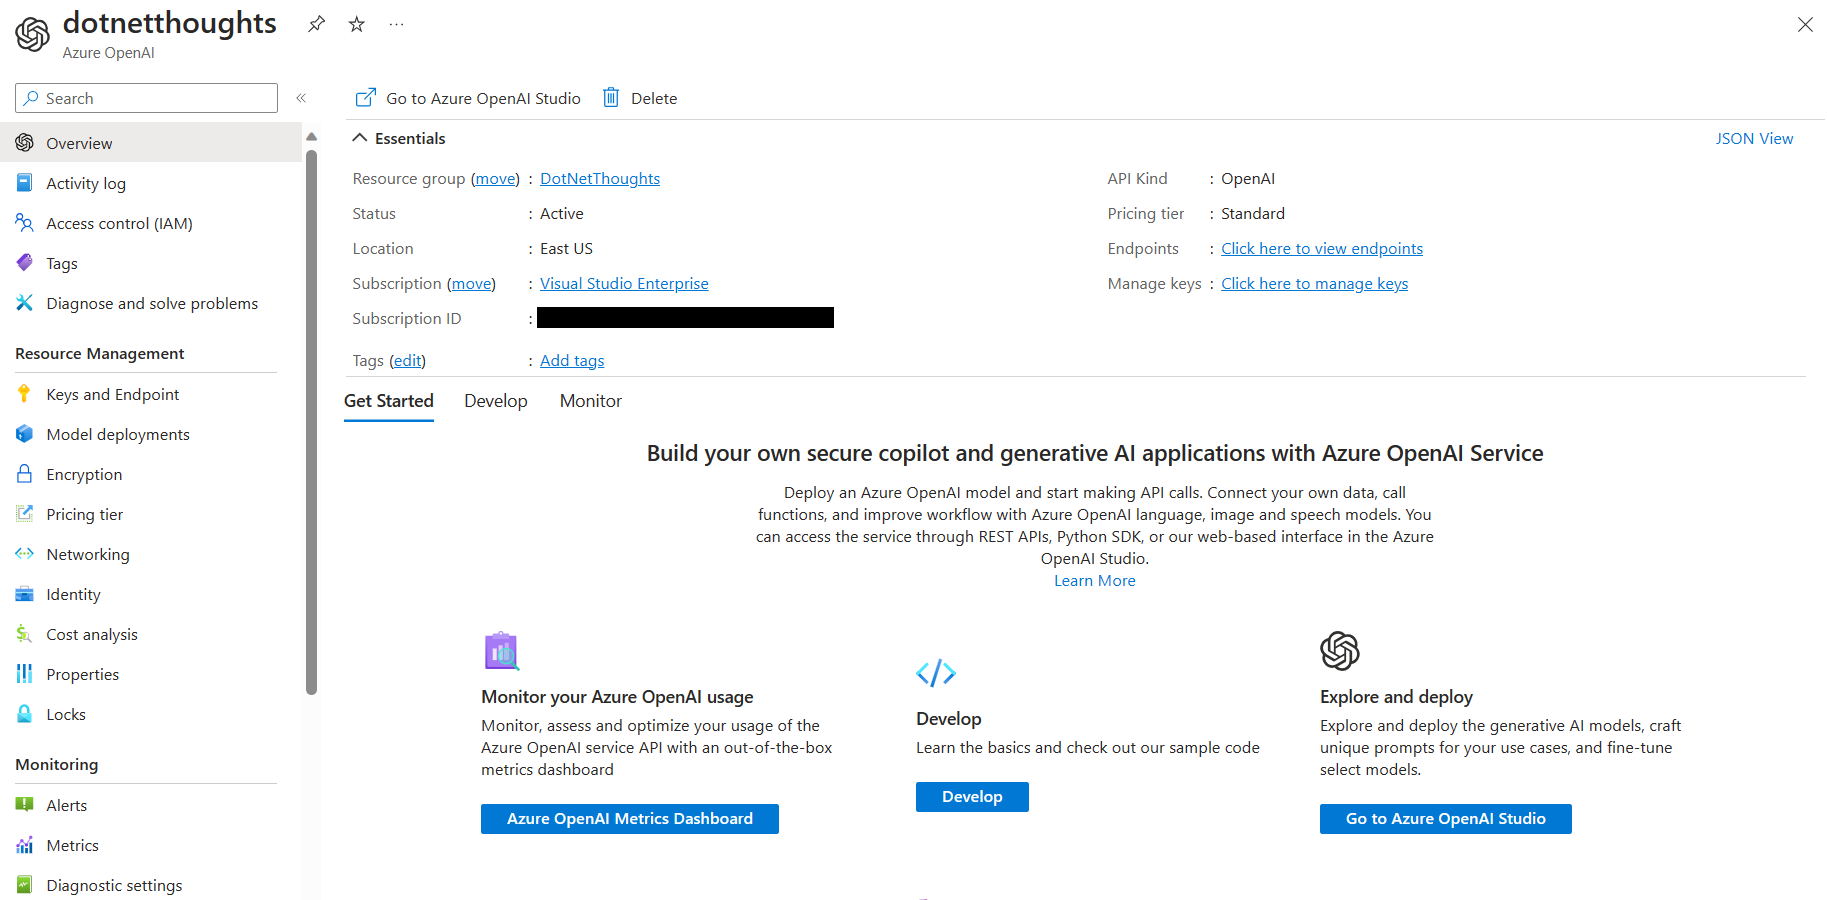 dotnetthoughts
Azure OpenAI
Search
Overview
Activity log
Access control (IAM)
Tags
Diagnose and solve problems
Resource Management
Keys and Endpoint
Model deployments
Encryption
Pricing tier
Networking
Identity
Cost analysis
Properties
Locks
Monitoring
Alerts
Metrics
Diagnostic settings
Go to Azure OpenAI Studio
Delete
Essentials
JSON View
Resource group (move) : DotNetThoughts
Status : Active
Location : East US
Subscription (move) : Visual Studio Enterprise
Subscription ID :
Tags (edit) : Add tags
API Kind : OpenAI
Pricing tier : Standard
Endpoints : Click here to view endpoints
Manage keys : Click here to manage keys
Get Started Develop Monitor
Build your own secure copilot and generative AI applications with Azure OpenAI Service
Deploy an Azure OpenAI model and start making API calls. Connect your own data, call
functions, and improve workflow with Azure OpenAI language, image and speech models. You
can access the service through REST APIs, Python SDK, or our web-based interface in the Azure
OpenAI Studio.
Learn More
Monitor your Azure OpenAI usage
Monitor, assess and optimize your usage of the
Azure OpenAI service API with an out-of-the-box
metrics dashboard
Azure OpenAI Metrics Dashboard
Develop
Learn the basics and check out our sample code
Develop
Explore and deploy
Explore and deploy the generative AI models, craft
unique prompts for your use cases, and fine-tune
select models.
Go to Azure OpenAI Studio